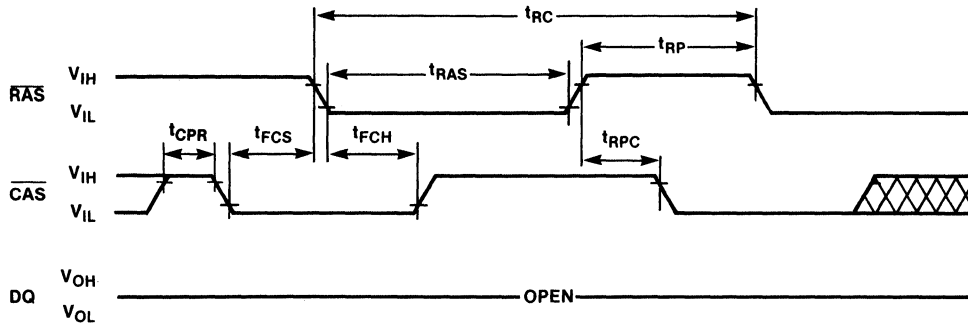 tRC
tRP
VIH
tRAS
RAS
VIL
tCPR
tFCS
tFCH
tRPC
VIH
CAS
VIL
VOH
DQ
OPEN
VOL